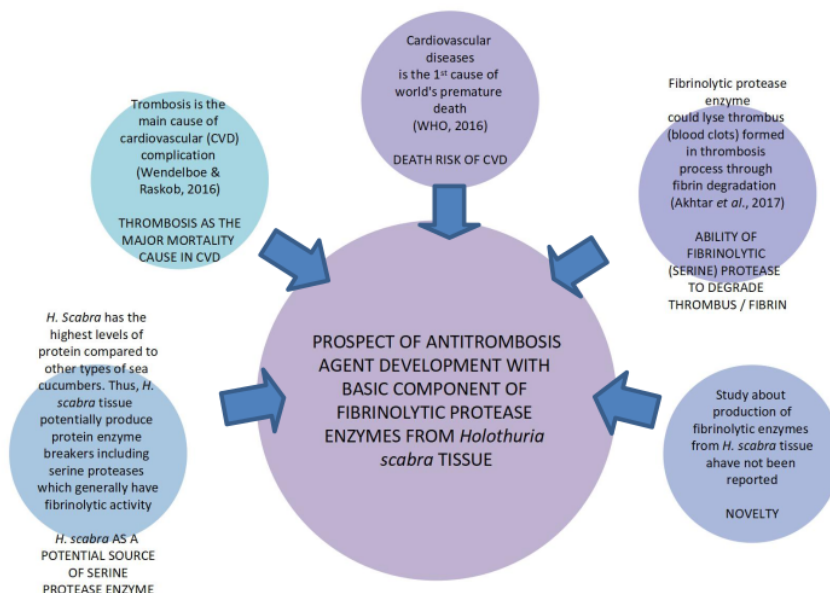 Cardiovascular
diseases
is the 1st cause of
world's premature
death
(WHO, 2016)
DEATH RISK OF CVD
Trombosis is the
main cause of
cardiovascular (CVD)
complication
(Wendelboe &
Raskob, 2016)
THROMBOSIS AS THE
MAJOR MORTALITY
CAUSE IN CVD
Fibrinolytic protease
enzyme
could lyse thrombus
(blood clots) formed
in thrombosis
process through
fibrin degradation
(Akhtar et al., 2017)
ABILITY OF
FIBRINOLYTIC
(SERINE) PROTEASE
TO DEGRADE
THROMBUS / FIBRIN
H. Scabra has the
highest levels of
protein compared to
other types of sea
cucumbers. Thus, H.
scabra tissue
potentially produce
protein enzyme
breakers including
serine proteases
which generally have
fibrinolytic activity
H. scabra AS A
POTENTIAL SOURCE
OF SERINE
PROTEASE ENZYME
PROSPECT OF ANTITROMBOSIS
AGENT DEVELOPMENT WITH
BASIC COMPONENT OF
FIBRINOLYTIC PROTEASE
ENZYMES FROM Holothuria
scabra TISSUE
Study about
production of
fibrinolytic enzymes
from H. scabra tissue
ahave not been
reported
NOVELTY